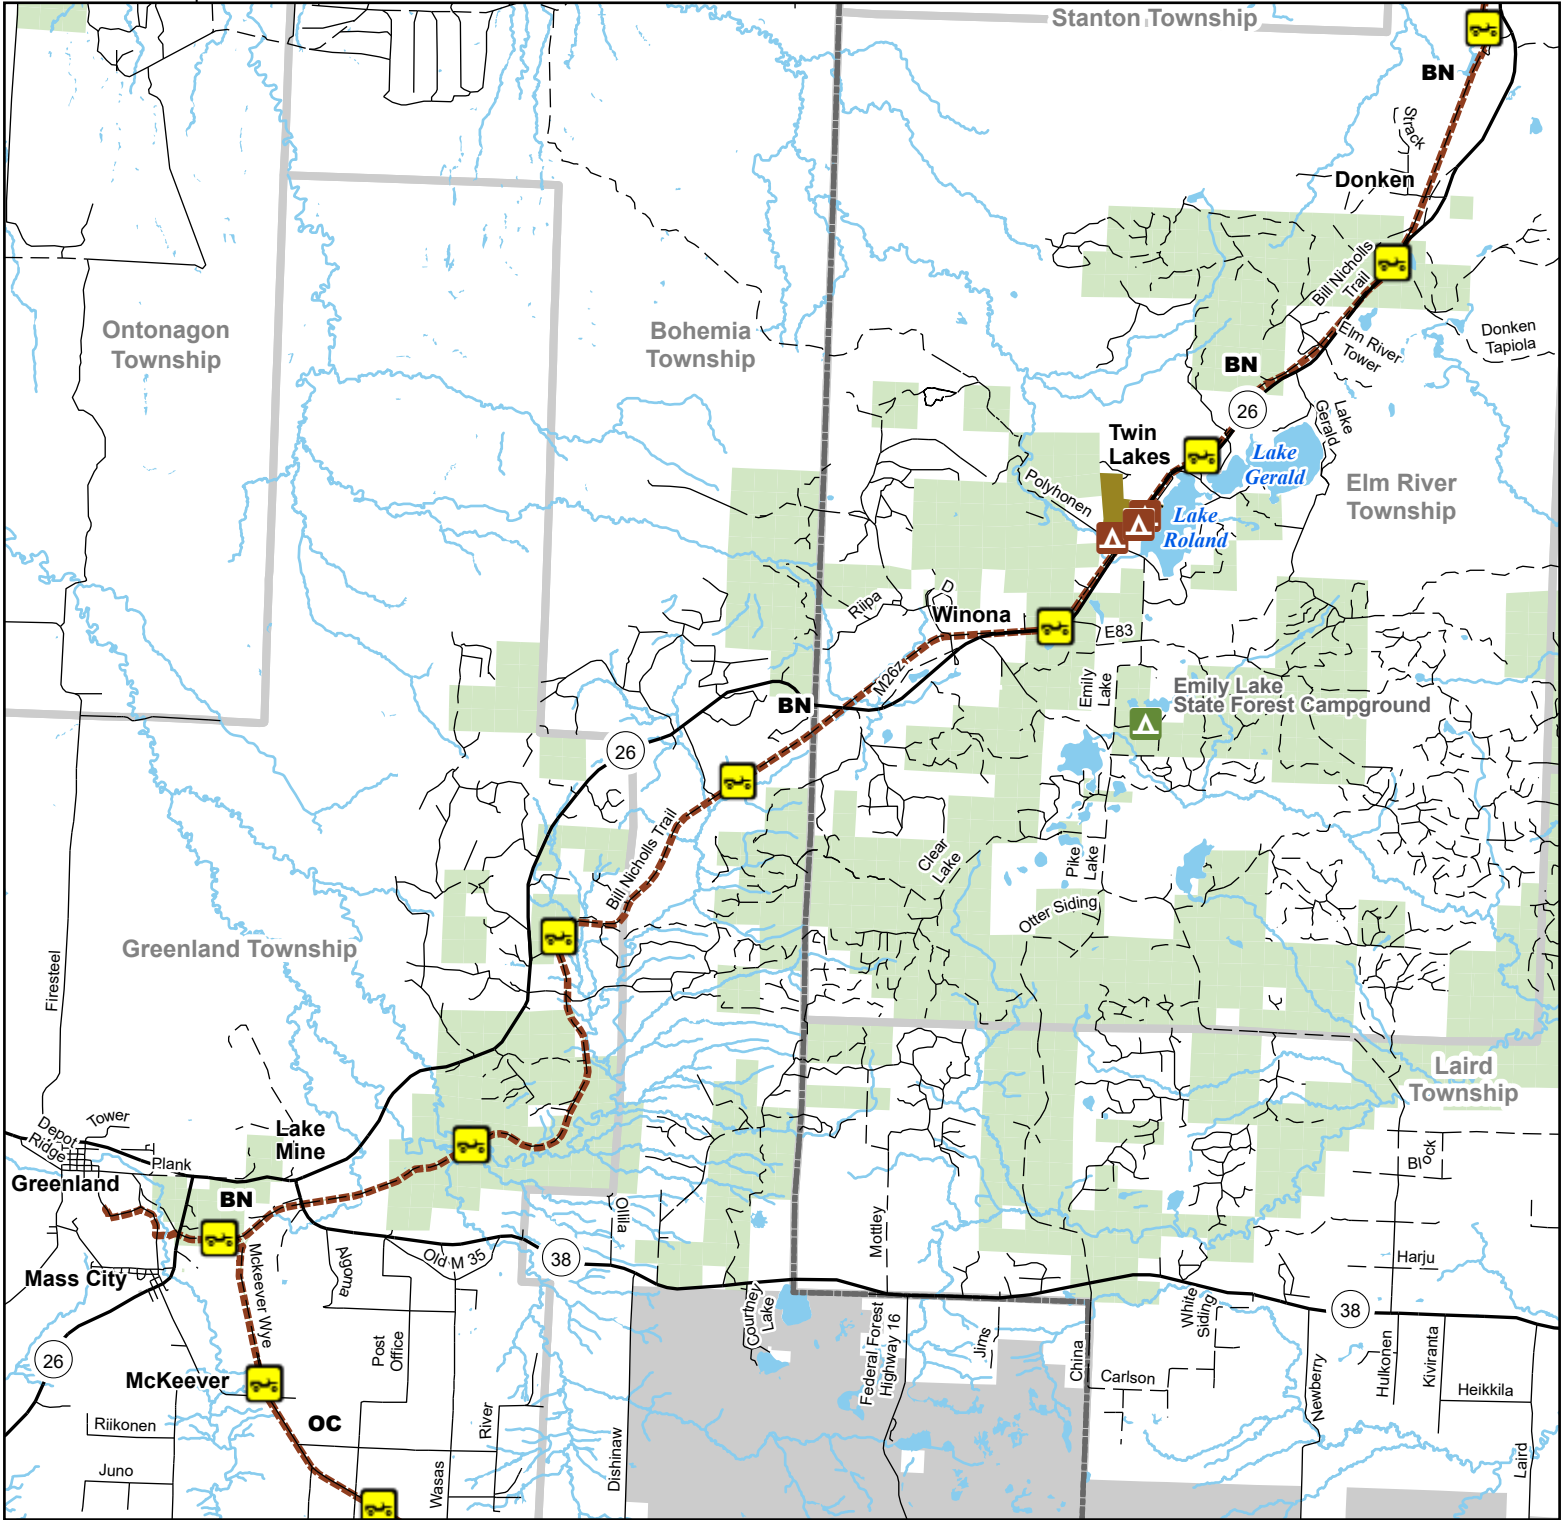 Stanton Township
BN
Strack
Donken
Bill Nicholls
Trail
Ontonagon
Township
Bohemia
Township
Elm River
Tower
Donken
Tapiola
BN
26
Lake
Gerald
Twin
Lakes
Lake
Gerald
Polyhonen
Elm River
Township
Lake
Roland
D
Riipa
Winona
E83
M26Z
Emily
Lake
Emily Lake
State Forest Campground
BN
26
Bill Nicholls Trail
Clear
Lake
Pike
Lake
Otter Siding
Greenland Township
Firesteel
Laird
Township
Tower
Depot
Ridge
Lake
Mine
Plank
Block
Greenland
BN
Ollila
Mottley
Mckeever Wye
Algoma
Old M 35
38
Harju
Mass City
Courtney
Lake
White
Siding
38
Post
Office
Federal Forest
Highway 16
Jims
China
26
McKeever
Carlson
Newberry
Hulkonen
Kiviranta
Heikkila
Riikonen
OC
River
Dishinaw
Laird
Juno
Wasas